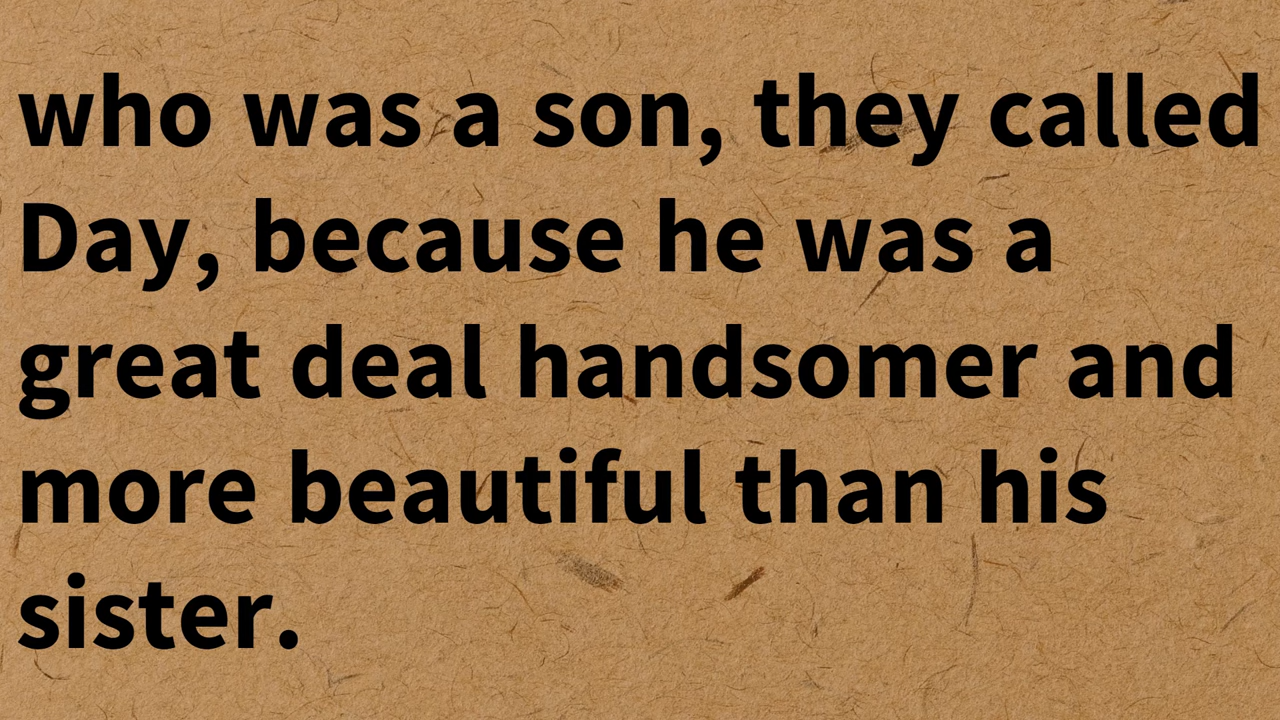 who was a son, they called
Day, because he was a
great deal handsomer and
more beautiful than his
sister.